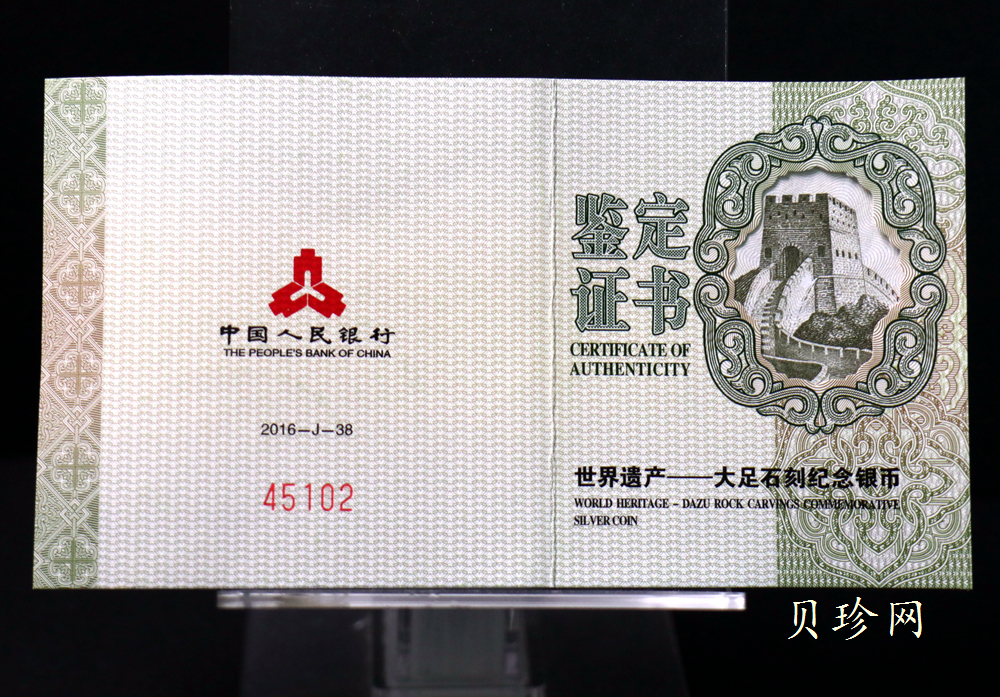 中国人民银行
THE PEOPLE'S BANK OF CHINA
2016—J—38
45102
鉴定
证书
CERTIFICATE OF
AUTHENTICITY
世界遗产——大足石刻纪念银币
WORLD HERITAGE – DAZU ROCK CARVINGS COMMEMORATIVE
SILVER COIN
贝珍网